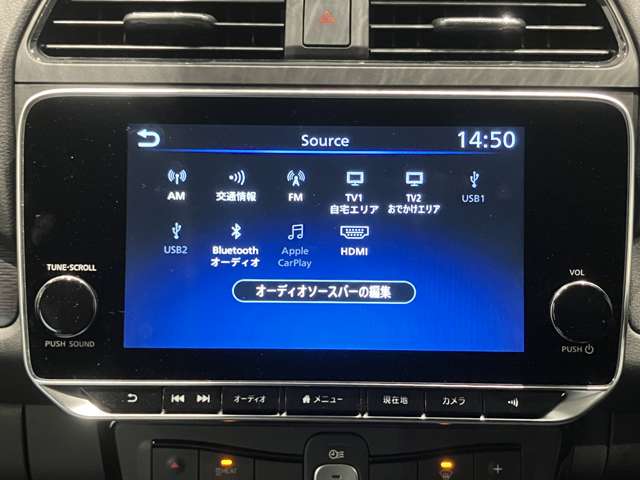 Source 14:50
AM
交通情報
FM
TV1
自宅エリア
TV2
おでかけエリア
USB1
USB2
Bluetooth
オーディオ
Apple
CarPlay
HDMI
オーディオソースバーの編集
TUNE•SCROLL
PUSH SOUND
VOL
PUSH
オーディオ
メニュー
現在地
カメラ
HEAT